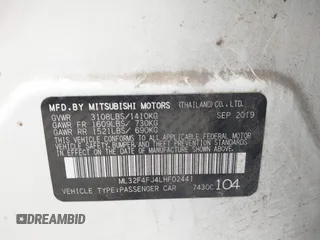 MFD.BY MITSUBISHI MOTORS (THAILAND) CO., LTD.
GVWR 3108LBS/1410KG SEP 2019
GAWR FR 1609LBS/ 730KG
GAWR RR 1521LBS/ 690KG
THIS VEHICLE CONFORMS TO ALL APPLICABLE
FEDERAL MOTOR VEHICLE SAFETY,
BUMPER, AND THEFT PREVENTION STANDARDS
IN EFFECT ON THE DATE OF MANUFACTURE
SHOWN ABOVE.
ML32F4FJ4LHF02441
VEHICLE TYPE:PASSENGER CAR 7430C 104
DREAMBID